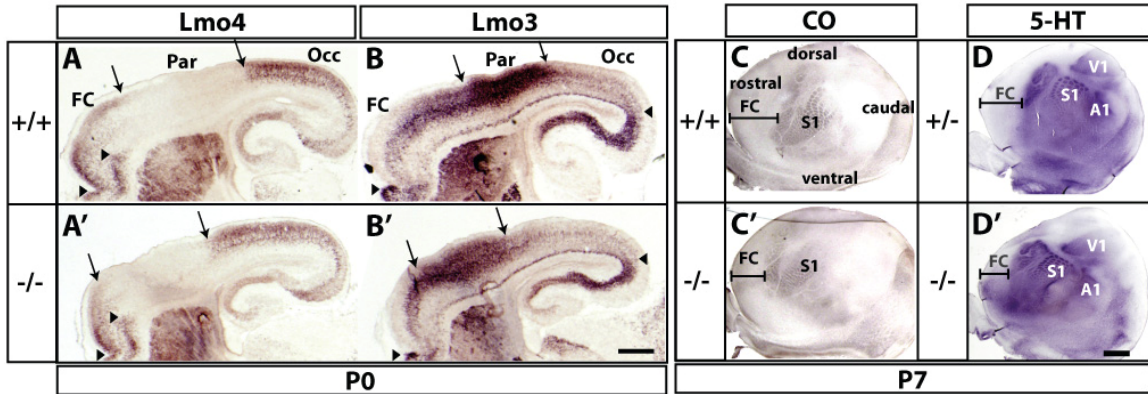 Lmo4 Lmo3 CO 5-HT
+/+ A FC Par Occ B FC Par Occ +/+ C dorsal rostral FC S1 caudal ventral +/- D FC V1 S1 A1
-/- A’ B’ -/- C’ FC S1 -/- D’ FC V1 S1 A1
P0 P7